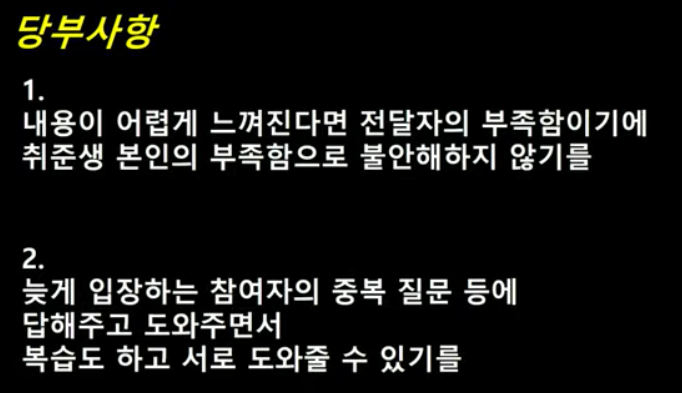 당부사항
1.
내용이 어렵게 느껴진다면 전달자의 부족함이기에
취준생 본인의 부족함으로 불안해하지 않기를
2.
늦게 입장하는 참여자의 중복 질문 등에
답해주고 도와주면서
복습도 하고 서로 도와줄 수 있기를